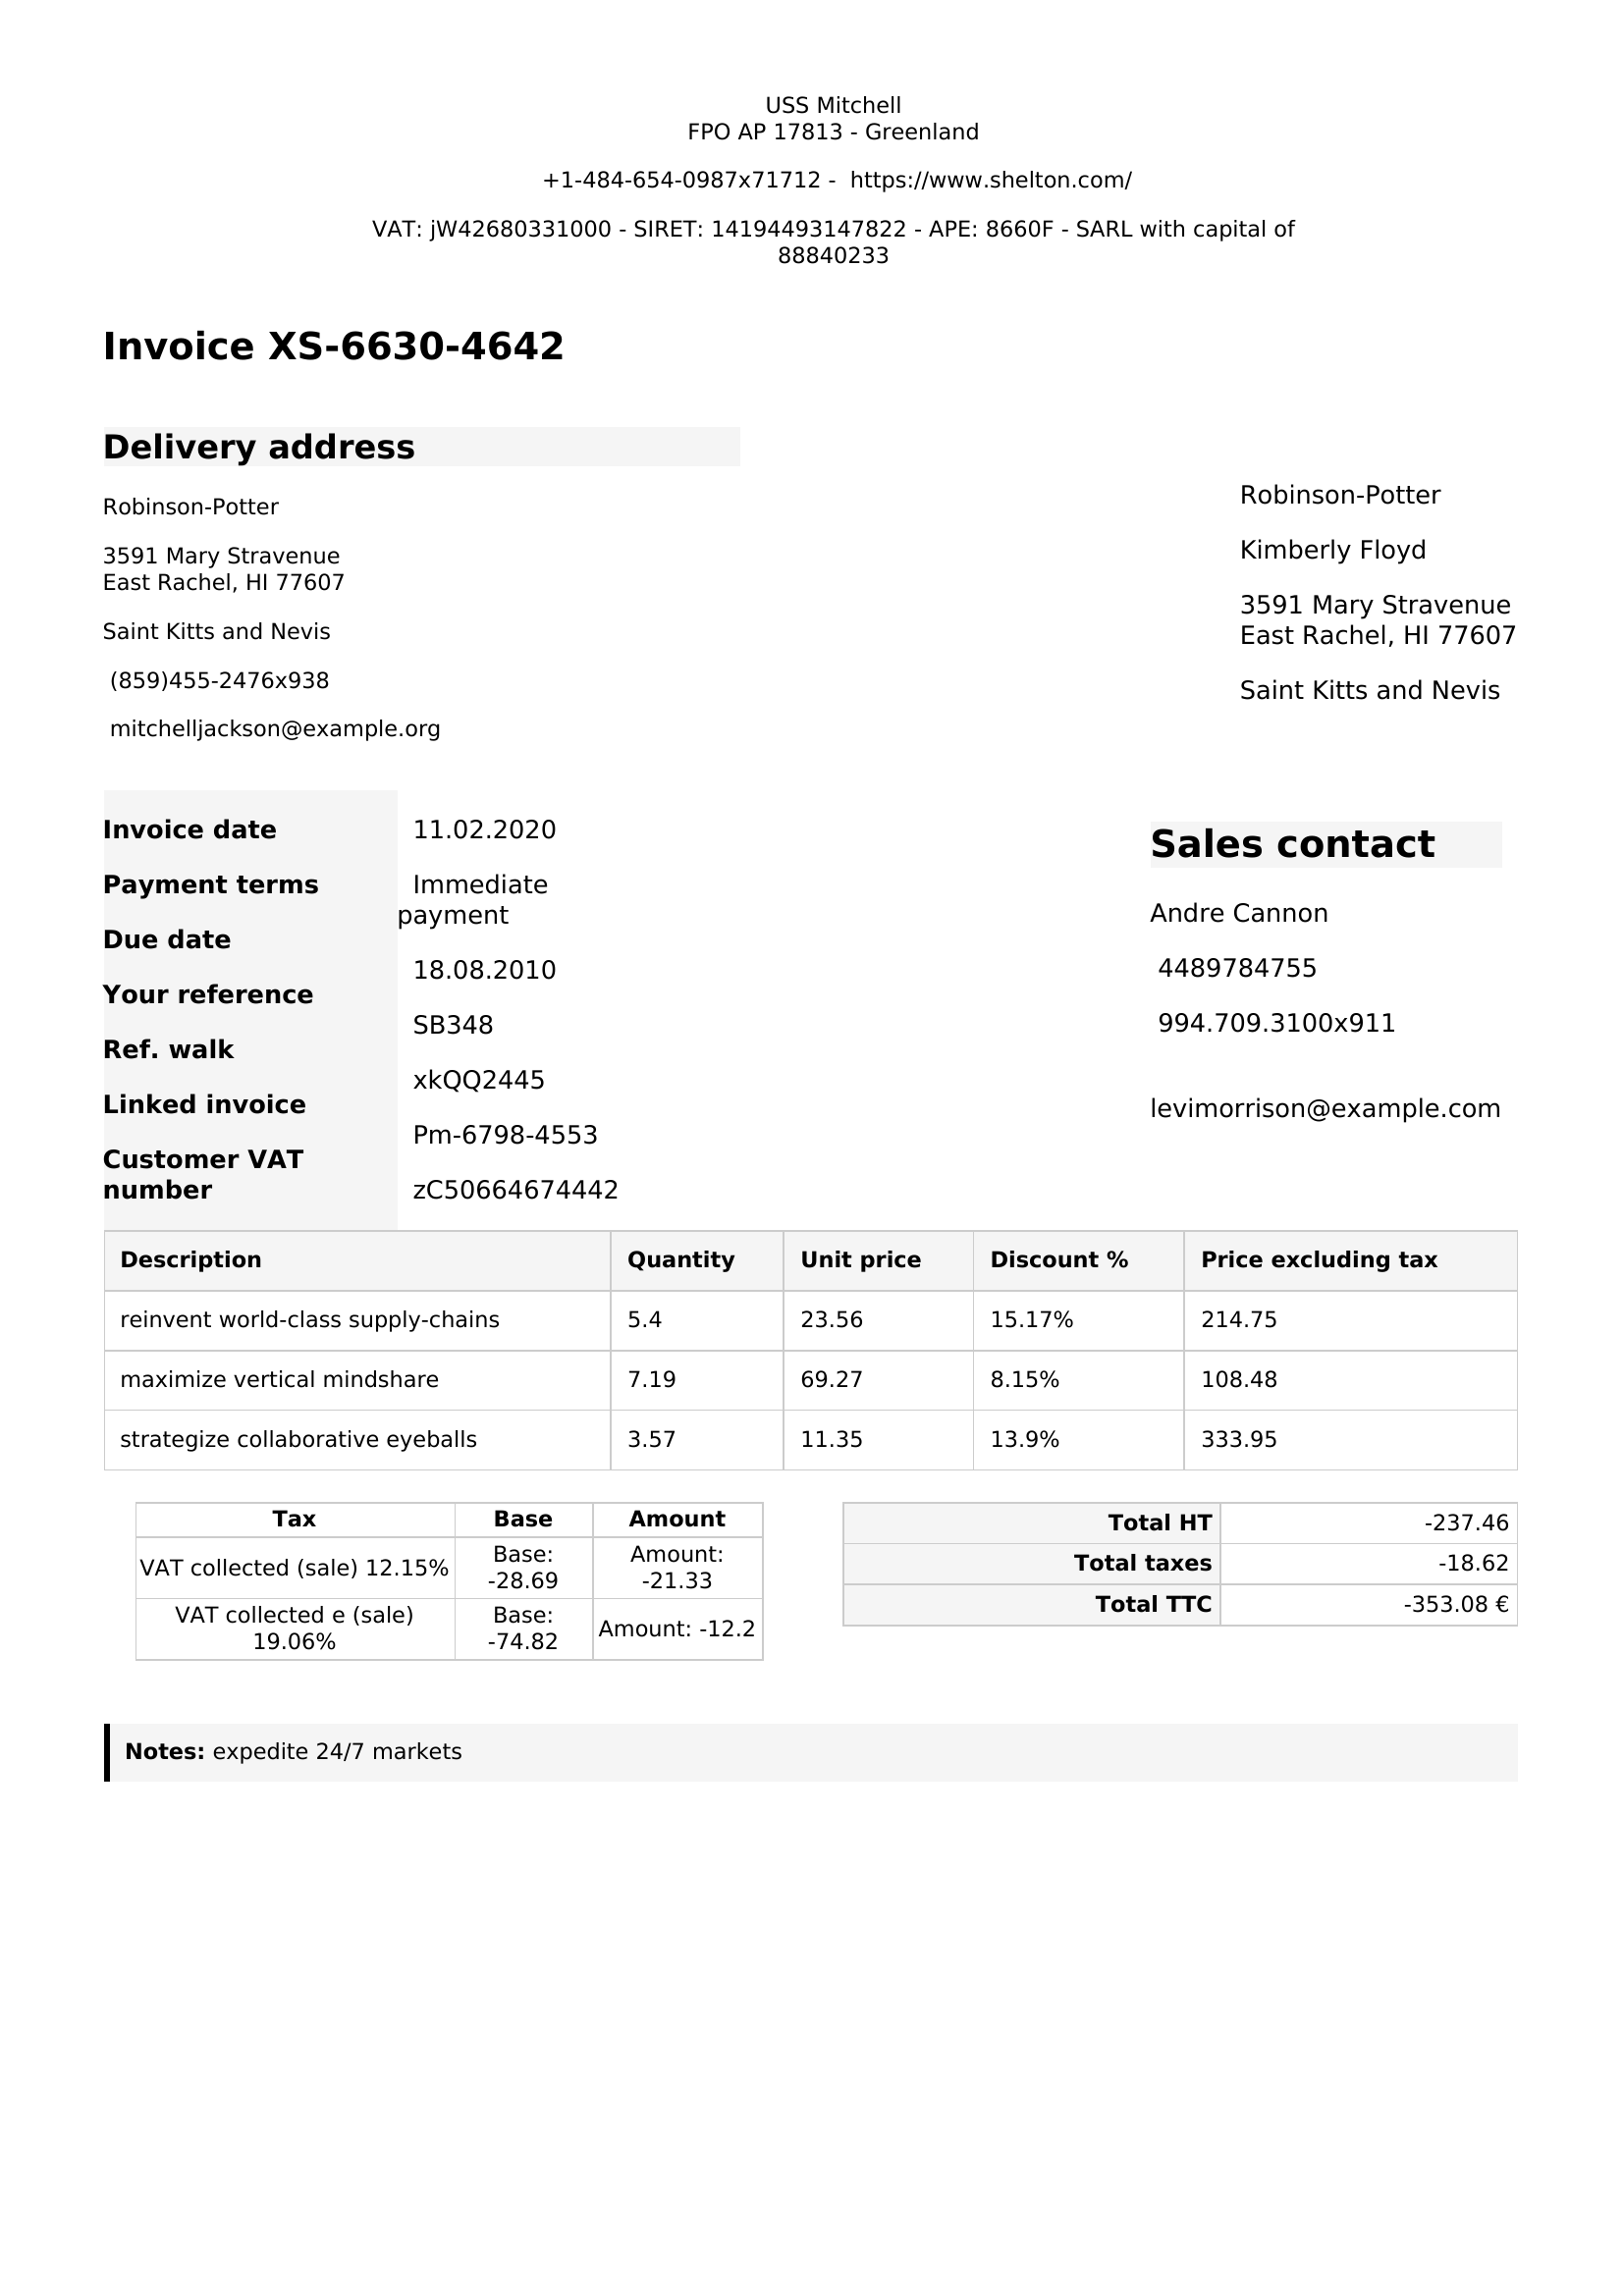 USS Mitchell
FPO AP 17813 - Greenland
+1-484-654-0987x71712 - https://www.shelton.com/
VAT: jW42680331000 - SIRET: 14194493147822 - APE: 8660F - SARL with capital of
88840233
Invoice XS-6630-4642
Delivery address
Robinson-Potter
3591 Mary Stravenue
East Rachel, HI 77607
Saint Kitts and Nevis
(859)455-2476x938
mitchelljackson@example.org
Robinson-Potter
Kimberly Floyd
3591 Mary Stravenue
East Rachel, HI 77607
Saint Kitts and Nevis
Invoice date
Payment terms
Due date
Your reference
Ref. walk
Linked invoice
Customer VAT
number
11.02.2020
Immediate
payment
18.08.2010
SB348
xkQQ2445
Pm-6798-4553
zC50664674442
Sales contact
Andre Cannon
4489784755
994.709.3100x911
levimorrison@example.com
Description Quantity Unit price Discount % Price excluding tax
reinvent world-class supply-chains 5.4 23.56 15.17% 214.75
maximize vertical mindshare 7.19 69.27 8.15% 108.48
strategize collaborative eyeballs 3.57 11.35 13.9% 333.95
Tax Base Amount
VAT collected (sale) 12.15% Base: -28.69 Amount: -21.33
VAT collected e (sale) 19.06% Base: -74.82 Amount: -12.2
Total HT -237.46
Total taxes -18.62
Total TTC -353.08 €
Notes: expedite 24/7 markets